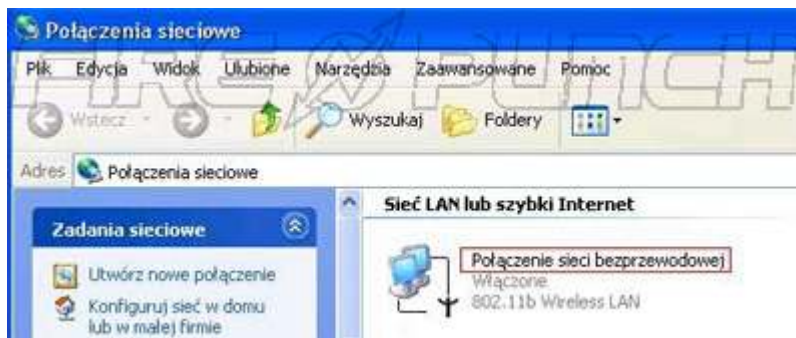 Połączenia sieciowe
Plik Edycja Widok Ulubione Narzędzia Zaawansowane Pomoc
Wstecz Wyszukaj Foldery
Adres Połączenia sieciowe
Sieć LAN lub szybki Internet
Zadania sieciowe
Połączenie sieci bezprzewodowej
Włączone
802.11b Wireless LAN
Utwórz nowe połączenie
Konfiguruj sieć w domu
lub w małej firmie